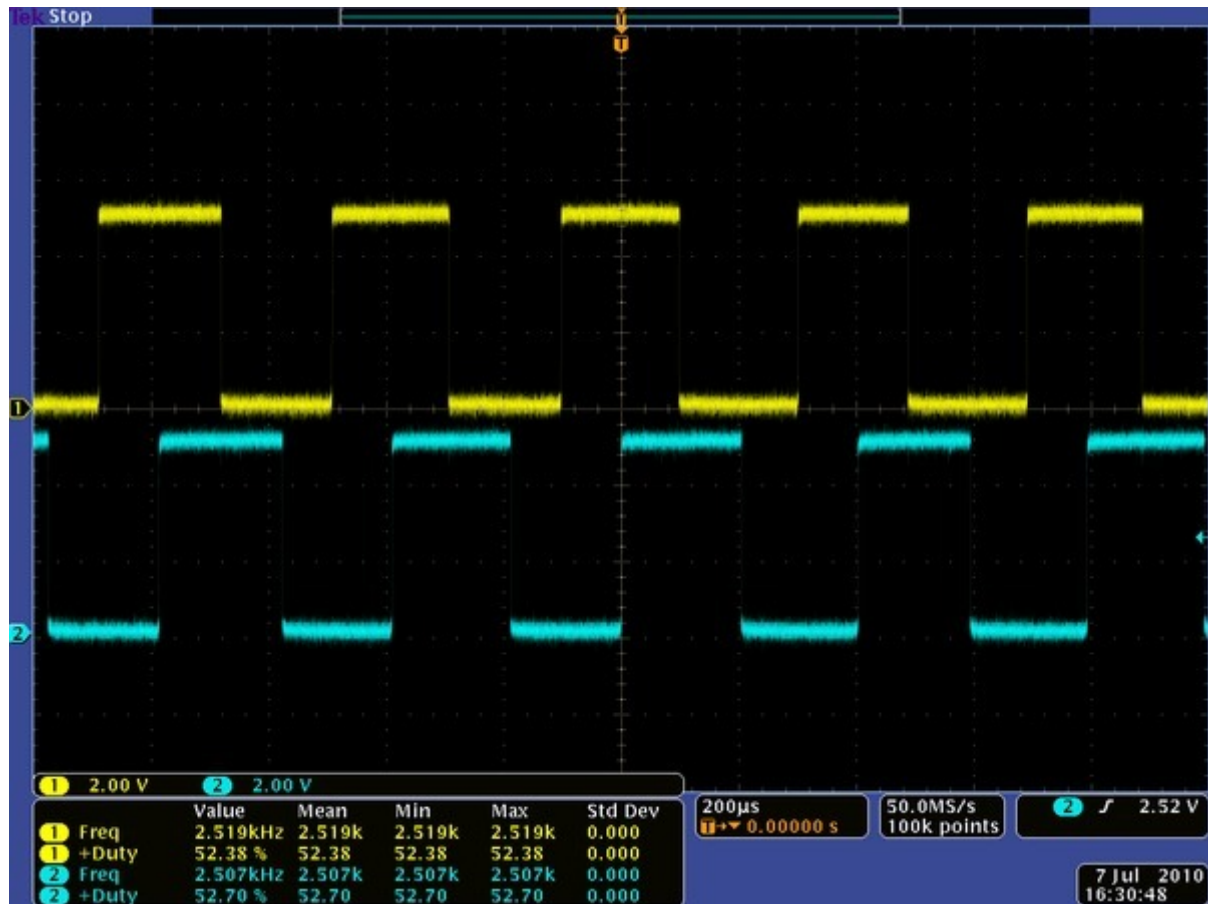 Tek Stop
T
T
1
2
1 2.00 V 2 2.00 V
Value Mean Min Max Std Dev
1 Freq 2.519kHz 2.519k 2.519k 2.519k 0.000
1 +Duty 52.38 % 52.38 52.38 52.38 0.000
2 Freq 2.507kHz 2.507k 2.507k 2.507k 0.000
2 +Duty 52.70 % 52.70 52.70 52.70 0.000
200µs
T→▼ 0.00000 s
50.0MS/s
100k points
2 ƒ 2.52 V
7 Jul 2010
16:30:48